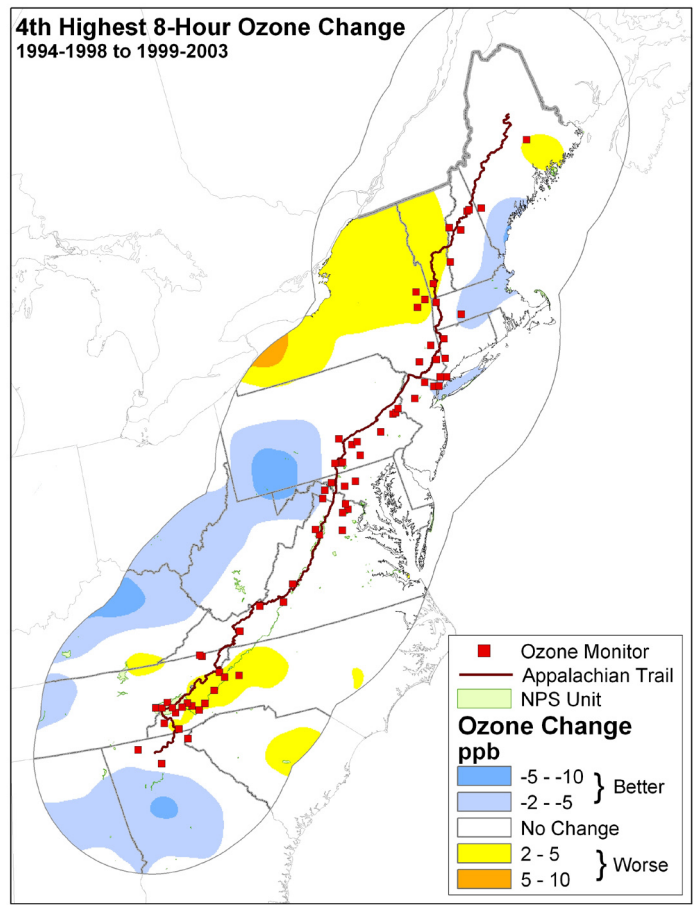 4th Highest 8-Hour Ozone Change
1994-1998 to 1999-2003
Ozone Monitor
Appalachian Trail
NPS Unit
Ozone Change
ppb
-5 - -10
-2 - -5
} Better
No Change
2 - 5
5 - 10
} Worse